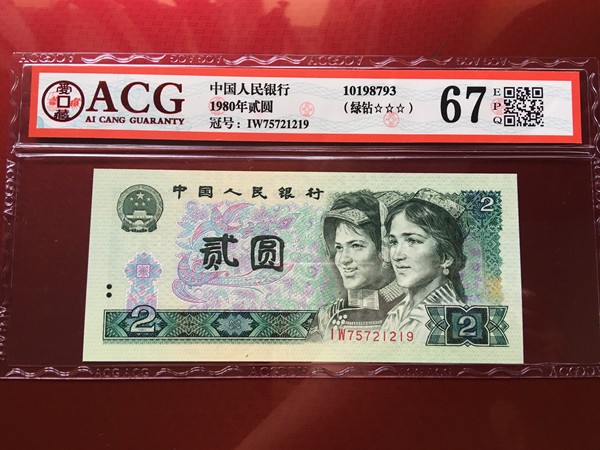 ACG
AI CANG GUARANTY
中国人民银行
1980年贰圆
冠号: IW75721219
10198793
(绿钻☆☆☆)
67
EPQ
中国人民银行
贰圆
2
2
2
IW75721219